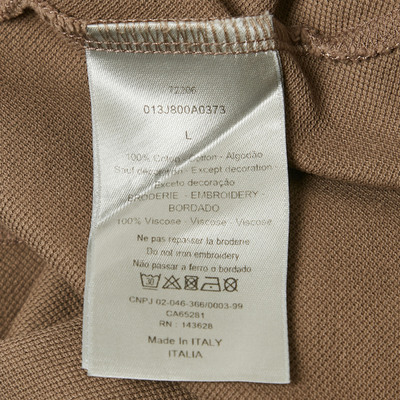 72306
013J800A0373
L
100% Coton - Cotton - Algodão
Sauf décoration - Except decoration -
Exceto decoração
BRODERIE - EMBROIDERY -
BORDADO
100% Viscose - Viscose - Viscose
Ne pas repasser la broderie
Do not iron embroidery
Não passar a ferro o bordado
CNPJ 02-046-368/0003-99
CA65281
RN : 143628
Made In ITALY
ITALIA